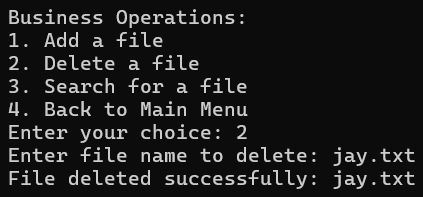 Business Operations:
1. Add a file
2. Delete a file
3. Search for a file
4. Back to Main Menu
Enter your choice: 2
Enter file name to delete: jay.txt
File deleted successfully: jay.txt